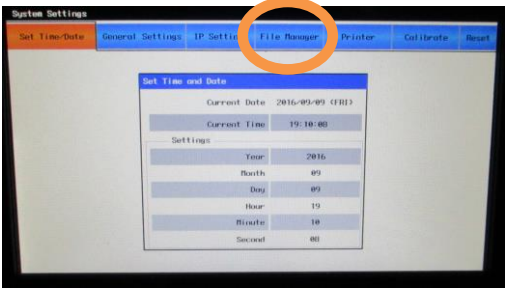 System Settings
Set Time/Date General Settings IP Settin File Manager Printer Calibrate Reset
Set Time and Date
Current Date 2016/09/09 (FRI)
Current Time 19:10:08
Settings
Year 2016
Month 09
Day 09
Hour 19
Minute 10
Second 08